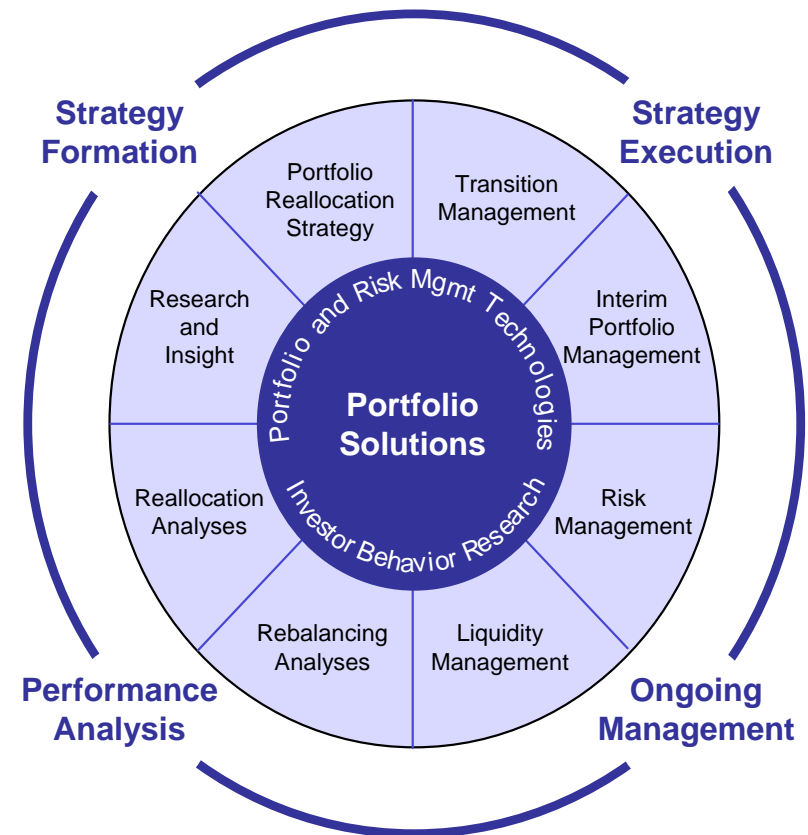 Strategy
Formation
Strategy
Execution
Portfolio
Reallocation
Strategy
Transition
Management
Research
and
Insight
Interim
Portfolio
Management
Portfolio and Risk Mgmt Technologies
Portfolio
Solutions
Investor Behavior Research
Reallocation
Analyses
Risk
Management
Rebalancing
Analyses
Liquidity
Management
Performance
Analysis
Ongoing
Management